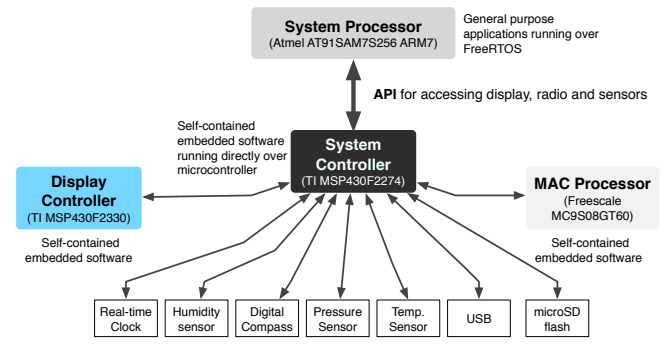 System Processor
(Atmel AT91SAM7S256 ARM7)
General purpose
applications running over
FreeRTOS
API for accessing display, radio and sensors
Self-contained
embedded software
running directly over
microcontroller
System
Controller
(TI MSP430F2274)
Display
Controller
(TI MSP430F2330)
MAC Processor
(Freescale
MC9S08GT60)
Self-contained
embedded software
Self-contained
embedded software
Real-time
Clock
Humidity
sensor
Digital
Compass
Pressure
Sensor
Temp.
Sensor
USB
microSD
flash